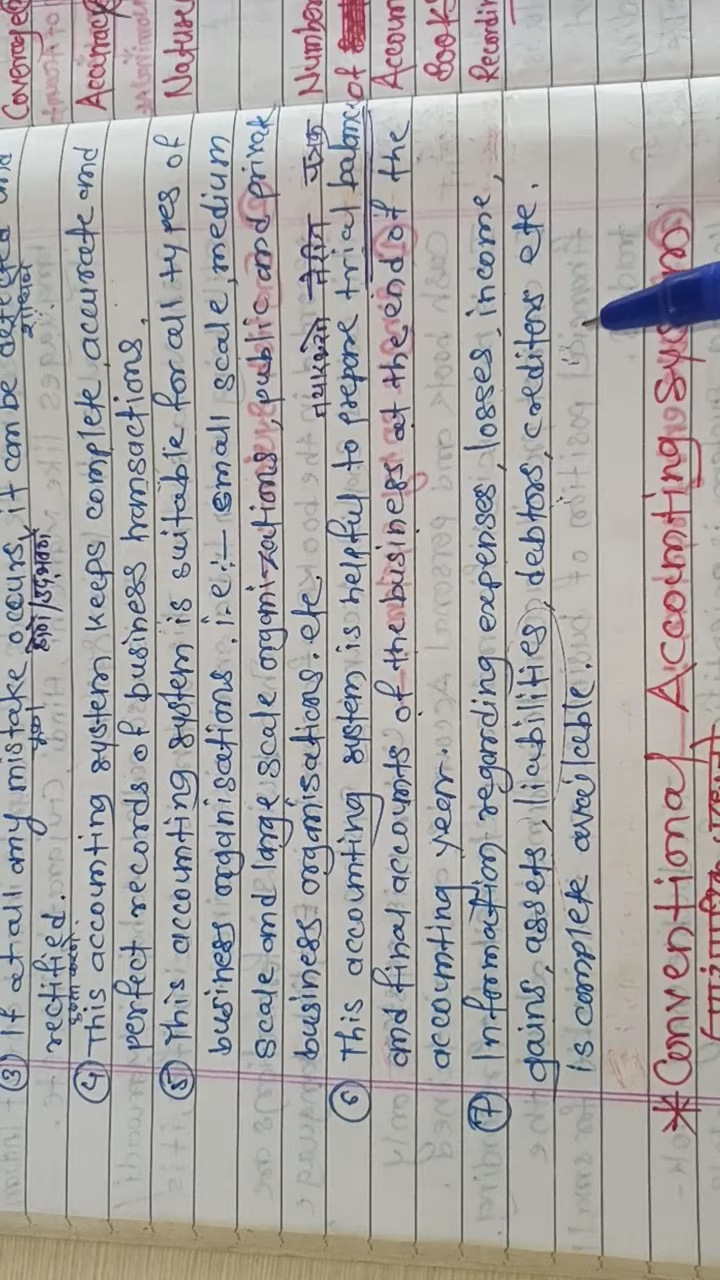 ③ If at all any mistake occurs, it can be detected and
rectified.
④ This accounting system keeps complete accurate and
perfect records of business transactions.
⑤ This accounting system is suitable for all types of
business organisations i.e:- small scale, medium
scale and large scale organizations, public and private
business organisations. etc
⑥ This accounting system is helpful to prepare trial balance
and final accounts of the business at the end of the
accounting year.
⑦ Information regarding expenses, losses, income,
gains, assets, liabilities, debtors, creditors etc.
is complete available.
* Conventional Accounting System:
Coverage
Accuracy
Nature
Number
of
Account
Book
Recordin